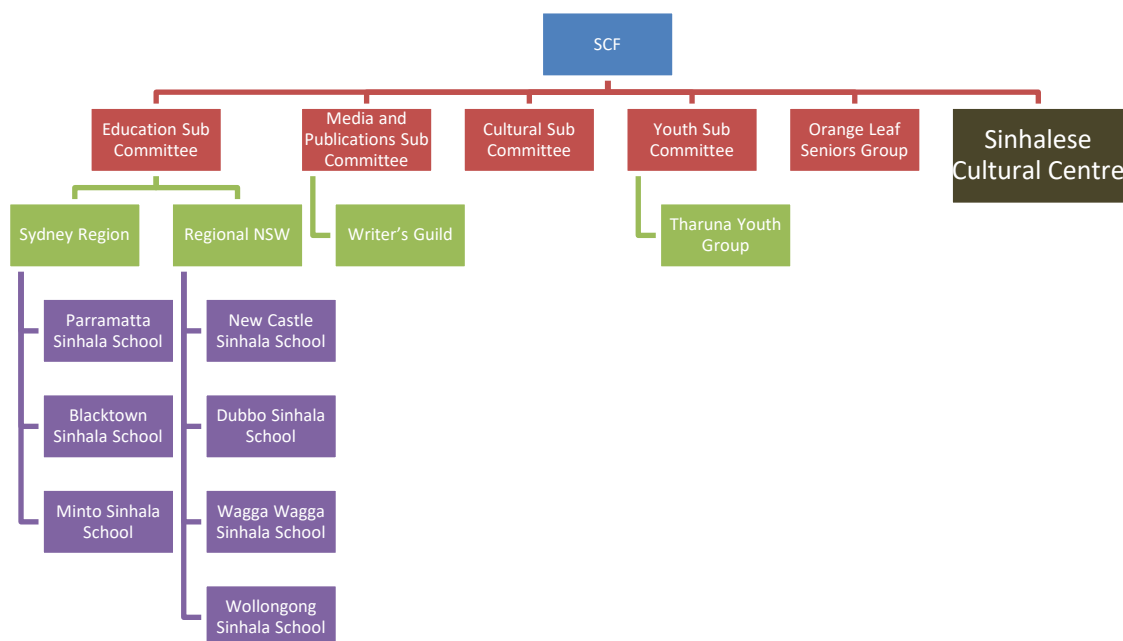 SCF
Education Sub
Committee
Media and
Publications Sub
Committee
Cultural Sub
Committee
Youth Sub
Committee
Orange Leaf
Seniors Group
Sinhalese
Cultural Centre
Sydney Region
Regional NSW
Writer’s Guild
Tharuna Youth
Group
Parramatta
Sinhala School
New Castle
Sinhala School
Blacktown
Sinhala School
Dubbo Sinhala
School
Minto Sinhala
School
Wagga Wagga
Sinhala School
Wollongong
Sinhala School